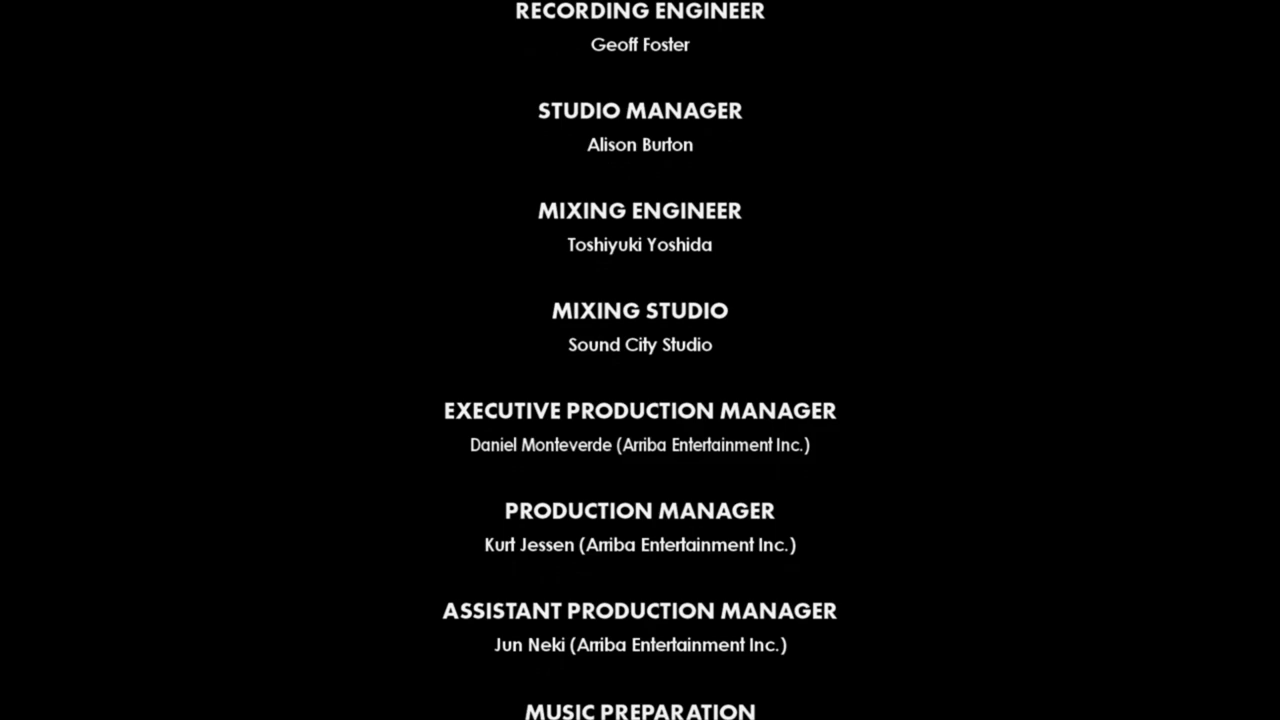 RECORDING ENGINEER
Geoff Foster
STUDIO MANAGER
Alison Burton
MIXING ENGINEER
Toshiyuki Yoshida
MIXING STUDIO
Sound City Studio
EXECUTIVE PRODUCTION MANAGER
Daniel Monteverde (Arriba Entertainment Inc.)
PRODUCTION MANAGER
Kurt Jessen (Arriba Entertainment Inc.)
ASSISTANT PRODUCTION MANAGER
Jun Neki (Arriba Entertainment Inc.)
MUSIC PREPARATION